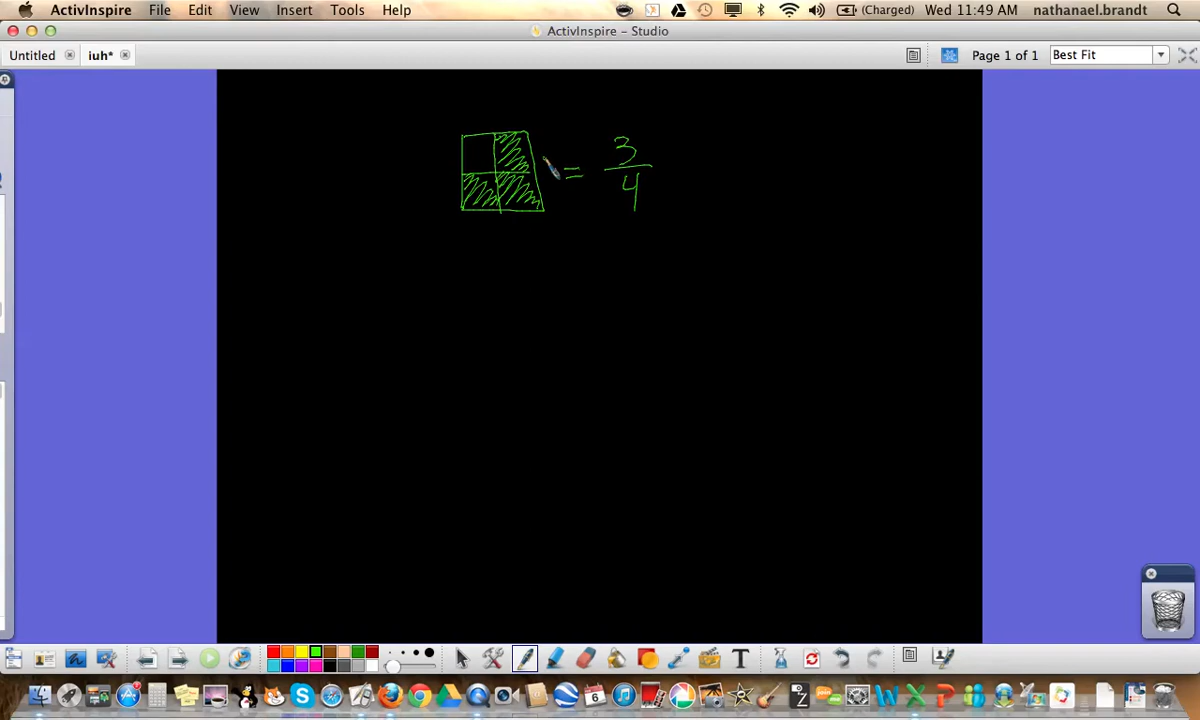 ActivInspire File Edit View Insert Tools Help (Charged) Wed 11:49 AM nathanael.brandt
ActivInspire – Studio
Untitled iuh* Page 1 of 1 Best Fit
= 3/4
T